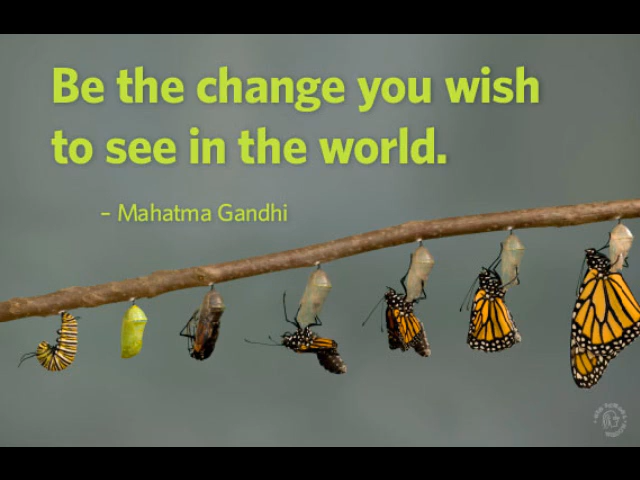 Be the change you wish
to see in the world.
– Mahatma Gandhi